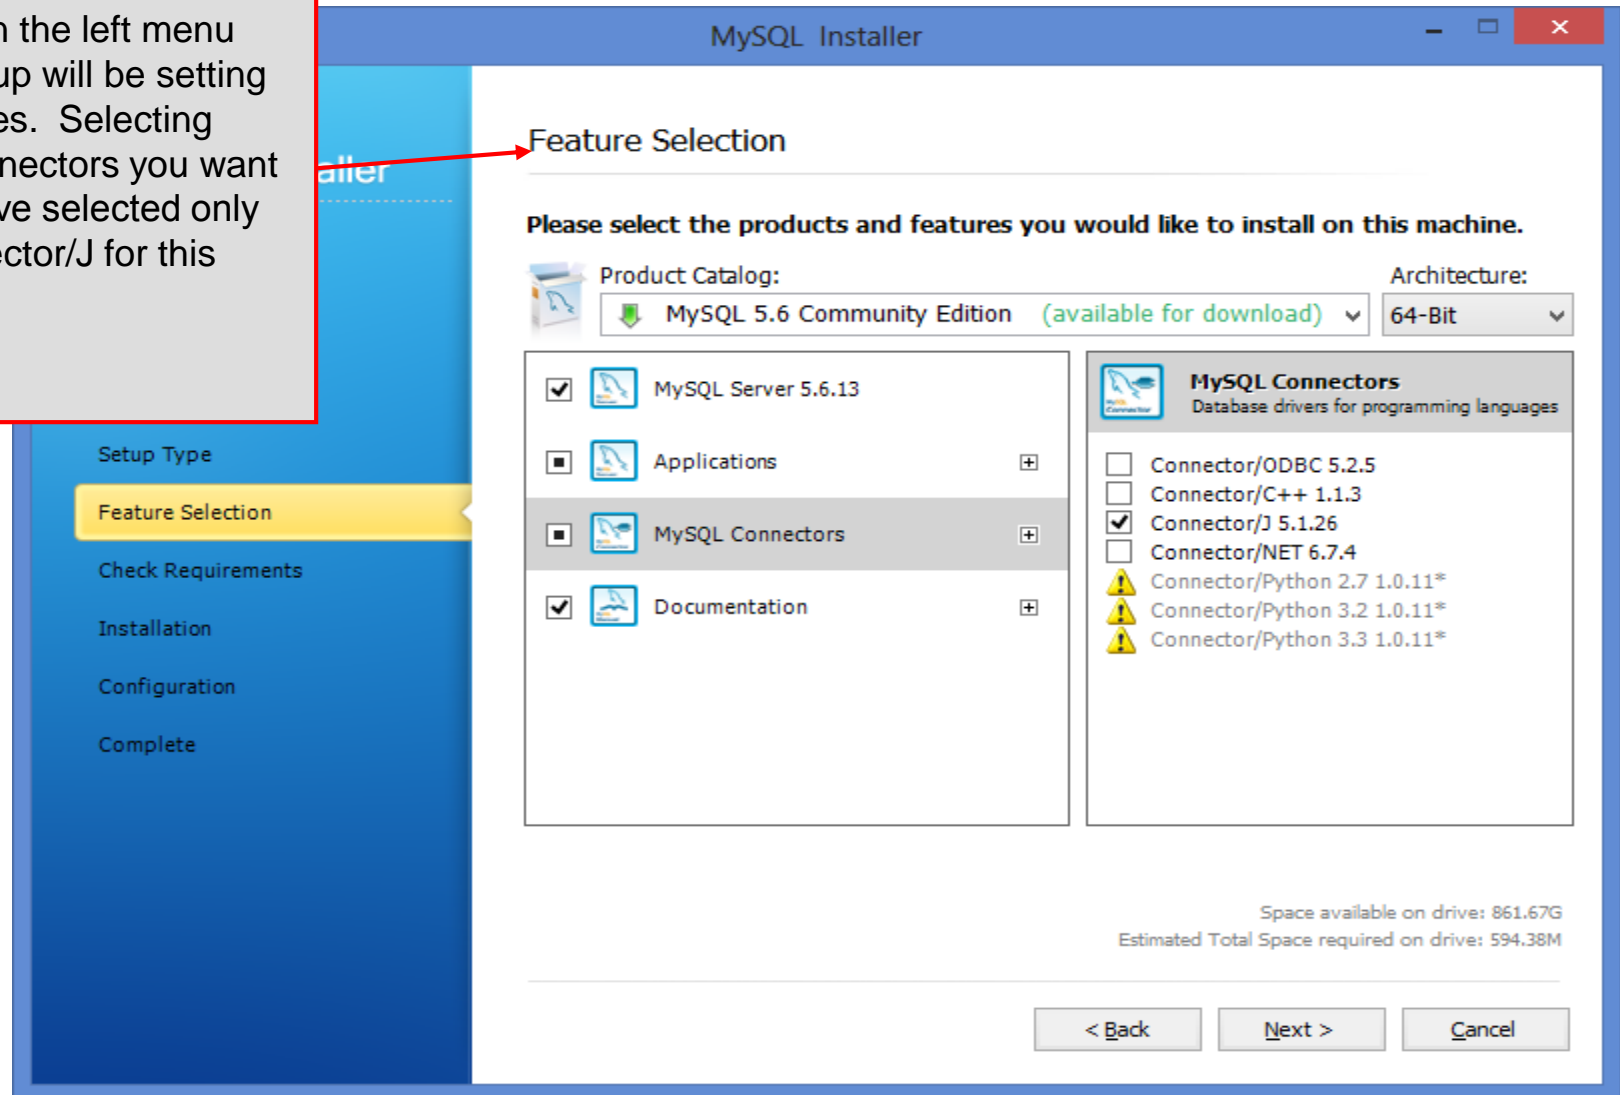 n the left menu
up will be setting
es. Selecting
nnectors you want
ve selected only
ector/J for this
MySQL Installer
aller
Setup Type
Feature Selection
Check Requirements
Installation
Configuration
Complete
Feature Selection
Please select the products and features you would like to install on this machine.
Product Catalog:
Architecture:
MySQL 5.6 Community Edition (available for download)
64-Bit
MySQL Server 5.6.13
Applications
MySQL Connectors
Documentation
MySQL Connectors
Database drivers for programming languages
Connector/ODBC 5.2.5
Connector/C++ 1.1.3
Connector/J 5.1.26
Connector/NET 6.7.4
Connector/Python 2.7 1.0.11*
Connector/Python 3.2 1.0.11*
Connector/Python 3.3 1.0.11*
Space available on drive: 861.67G
Estimated Total Space required on drive: 594.38M
< Back
Next >
Cancel